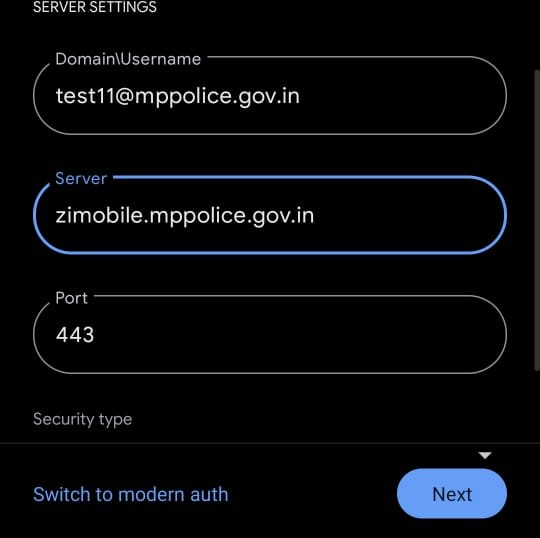 SERVER SETTINGS
Domain\Username
test11@mppolice.gov.in
Server
zimobile.mppolice.gov.in
Port
443
Security type
Switch to modern auth
Next